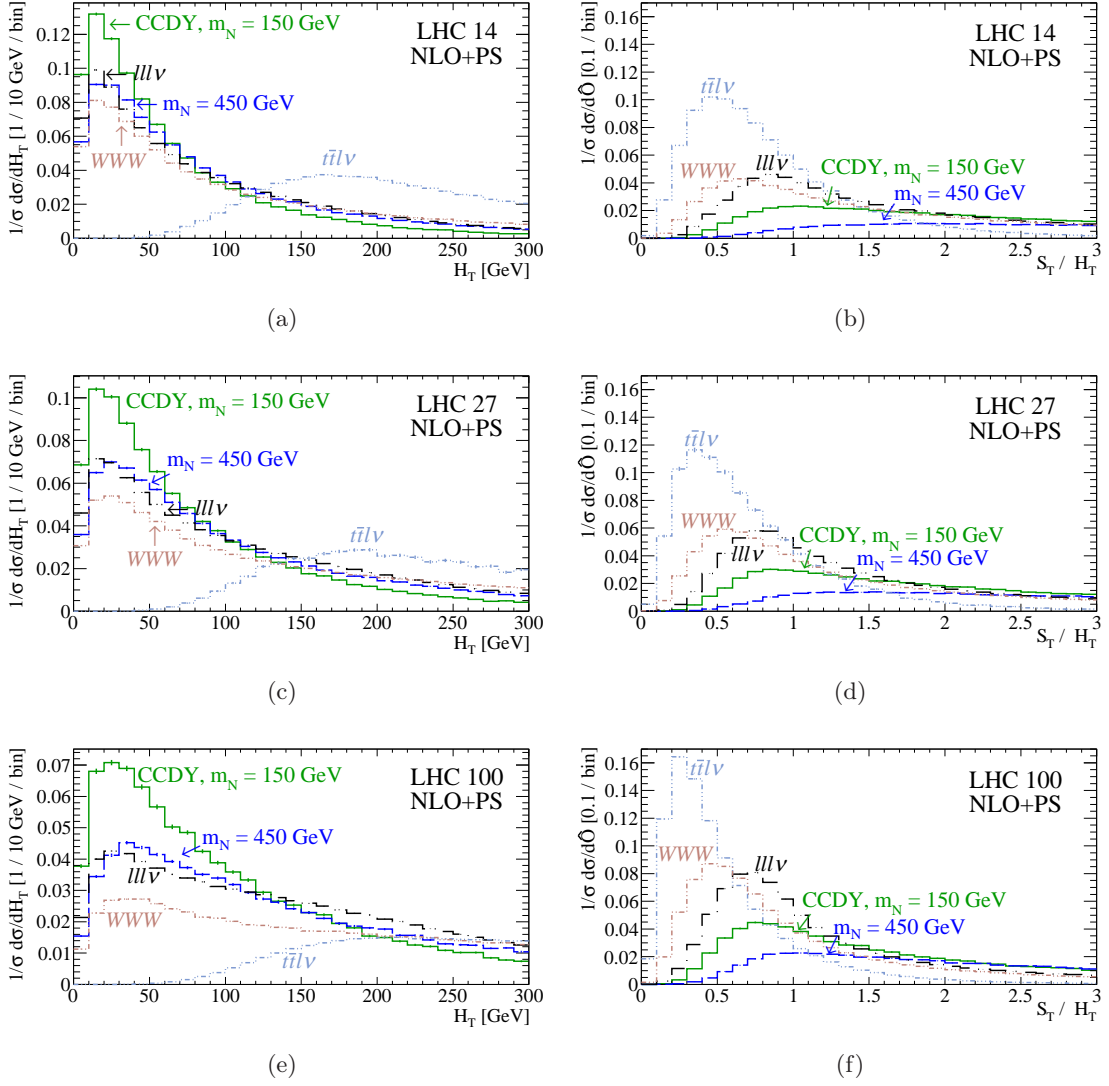 LHC 14
NLO+PS
CCDY, m_N = 150 GeV
lllν
m_N = 450 GeV
WWW
tt̄lν
1/σ dσ/dH_T [1 / 10 GeV / bin]
0 0.02 0.04 0.06 0.08 0.1 0.12
0 50 100 150 200 250 300
H_T [GeV]
(a)
LHC 14
NLO+PS
tt̄lν
WWW
lllν
CCDY, m_N = 150 GeV
m_N = 450 GeV
1/σ dσ/dÔ [0.1 / bin]
0 0.02 0.04 0.06 0.08 0.1 0.12 0.14 0.16
0 0.5 1 1.5 2 2.5 3
S_T / H_T
(b)
LHC 27
NLO+PS
CCDY, m_N = 150 GeV
m_N = 450 GeV
lllν
WWW
tt̄lν
1/σ dσ/dH_T [1 / 10 GeV / bin]
0 0.02 0.04 0.06 0.08 0.1
0 50 100 150 200 250 300
H_T [GeV]
(c)
LHC 27
NLO+PS
tt̄lν
WWW
lllν
CCDY, m_N = 150 GeV
m_N = 450 GeV
1/σ dσ/dÔ [0.1 / bin]
0 0.02 0.04 0.06 0.08 0.1 0.12 0.14 0.16
0 0.5 1 1.5 2 2.5 3
S_T / H_T
(d)
LHC 100
NLO+PS
CCDY, m_N = 150 GeV
m_N = 450 GeV
lllν
WWW
tt̄lν
1/σ dσ/dH_T [1 / 10 GeV / bin]
0 0.01 0.02 0.03 0.04 0.05 0.06 0.07
0 50 100 150 200 250 300
H_T [GeV]
(e)
LHC 100
NLO+PS
tt̄lν
WWW
lllν
CCDY, m_N = 150 GeV
m_N = 450 GeV
1/σ dσ/dÔ [0.1 / bin]
0 0.02 0.04 0.06 0.08 0.1 0.12 0.14 0.16
0 0.5 1 1.5 2 2.5 3
S_T / H_T
(f)